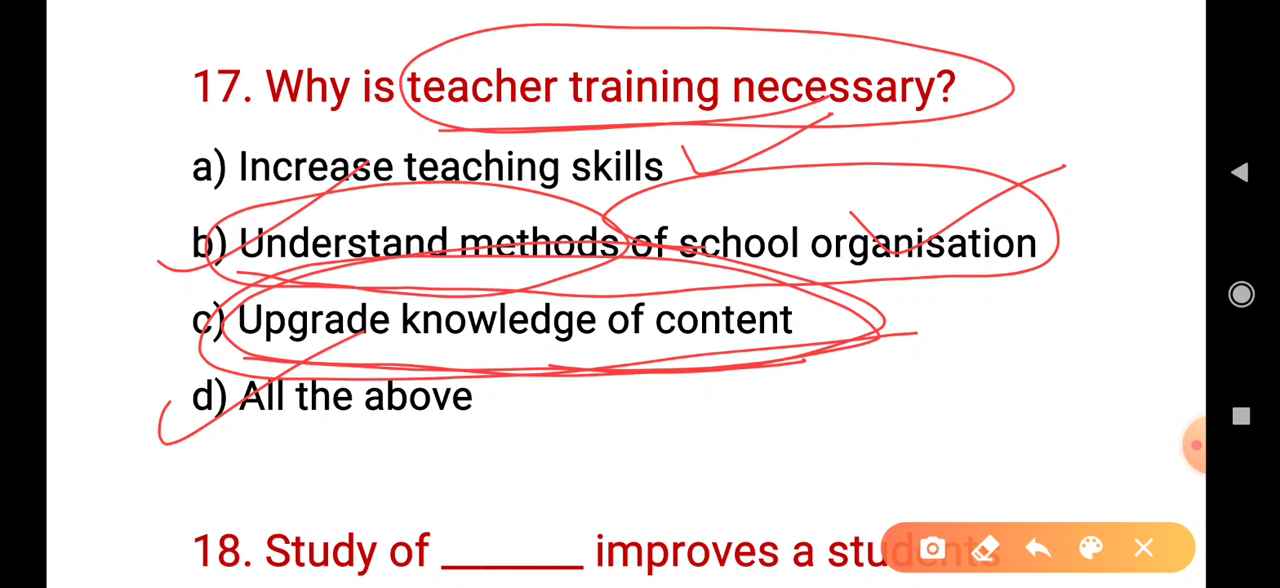 17. Why is teacher training necessary?
a) Increase teaching skills
b) Understand methods of school organisation
c) Upgrade knowledge of content
d) All the above
18. Study of _______ improves a students